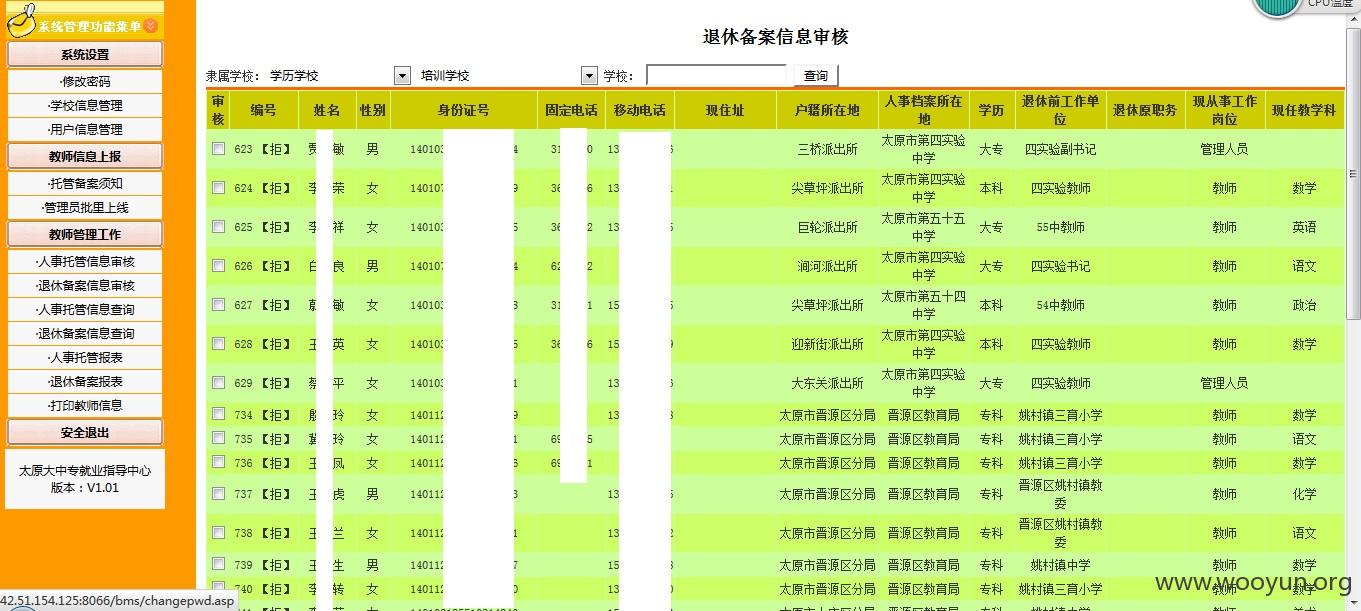 CPU温度
系统管理功能菜单
系统设置
·修改密码
·学校信息管理
·用户信息管理
教师信息上报
·托管备案须知
·管理员批里上线
教师管理工作
·人事托管信息审核
·退休备案信息审核
·人事托管信息查询
·退休备案信息查询
·人事托管报表
·退休备案报表
·打印教师信息
安全退出
太原大中专就业指导中心
版本：V1.01
退休备案信息审核
隶属学校： 学历学校 培训学校 学校： 查询
审核 编号 姓名 性别 身份证号 固定电话 移动电话 现住址 户籍所在地 人事档案所在地 学历 退休前工作单位 退休原职务 现从事工作岗位 现任教学科
623 【拒】 贾 敏 男 14010 4 31 0 13 三桥派出所 太原市第四实验中学 大专 四实验副书记 管理人员
624 【拒】 李 荣 女 14010 9 36 6 13 尖草坪派出所 太原市第四实验中学 本科 四实验教师 教师 数学
625 【拒】 李 祥 女 14010 36 2 13 巨轮派出所 太原市第五十五中学 大专 55中教师 教师 英语
626 【拒】 白 良 男 14010 4 62 2 涧河派出所 太原市第四实验中学 大专 四实验书记 教师 语文
627 【拒】 敏 女 14010 31 1 15 尖草坪派出所 太原市第五十四中学 本科 54中教师 教师 政治
628 【拒】 王 英 女 14010 36 6 15 迎新街派出所 太原市第四实验中学 本科 四实验教师 教师 数学
629 【拒】 蔡 平 女 14010 1 13 大东关派出所 太原市第四实验中学 大专 四实验教师 管理人员
734 【拒】 殷 玲 女 14011 9 13 太原市晋源区分局 晋源区教育局 专科 姚村镇三育小学 教师 数学
735 【拒】 冀 玲 女 14011 1 69 5 太原市晋源区分局 晋源区教育局 专科 姚村镇三育小学 教师 语文
736 【拒】 王 凤 女 14011 6 69 1 太原市晋源区分局 晋源区教育局 专科 姚村镇三育小学 教师 数学
737 【拒】 王 虎 男 14011 13 太原市晋源区分局 晋源区教育局 专科 晋源区姚村镇教委 教师 化学
738 【拒】 王 兰 女 14011 1 13 太原市晋源区分局 晋源区教育局 专科 晋源区姚村镇教委 教师 语文
739 【拒】 王 生 男 14011 7 15 太原市晋源区分局 晋源区教育局 专科 姚村中学 教师 数学
740 【拒】 李 转 女 14011 13 太原市晋源区分局 晋源区教育局 专科 姚村镇三育小学 教师 数学
www.wooyun.org
42.51.154.125:8066/bms/changepwd.asp